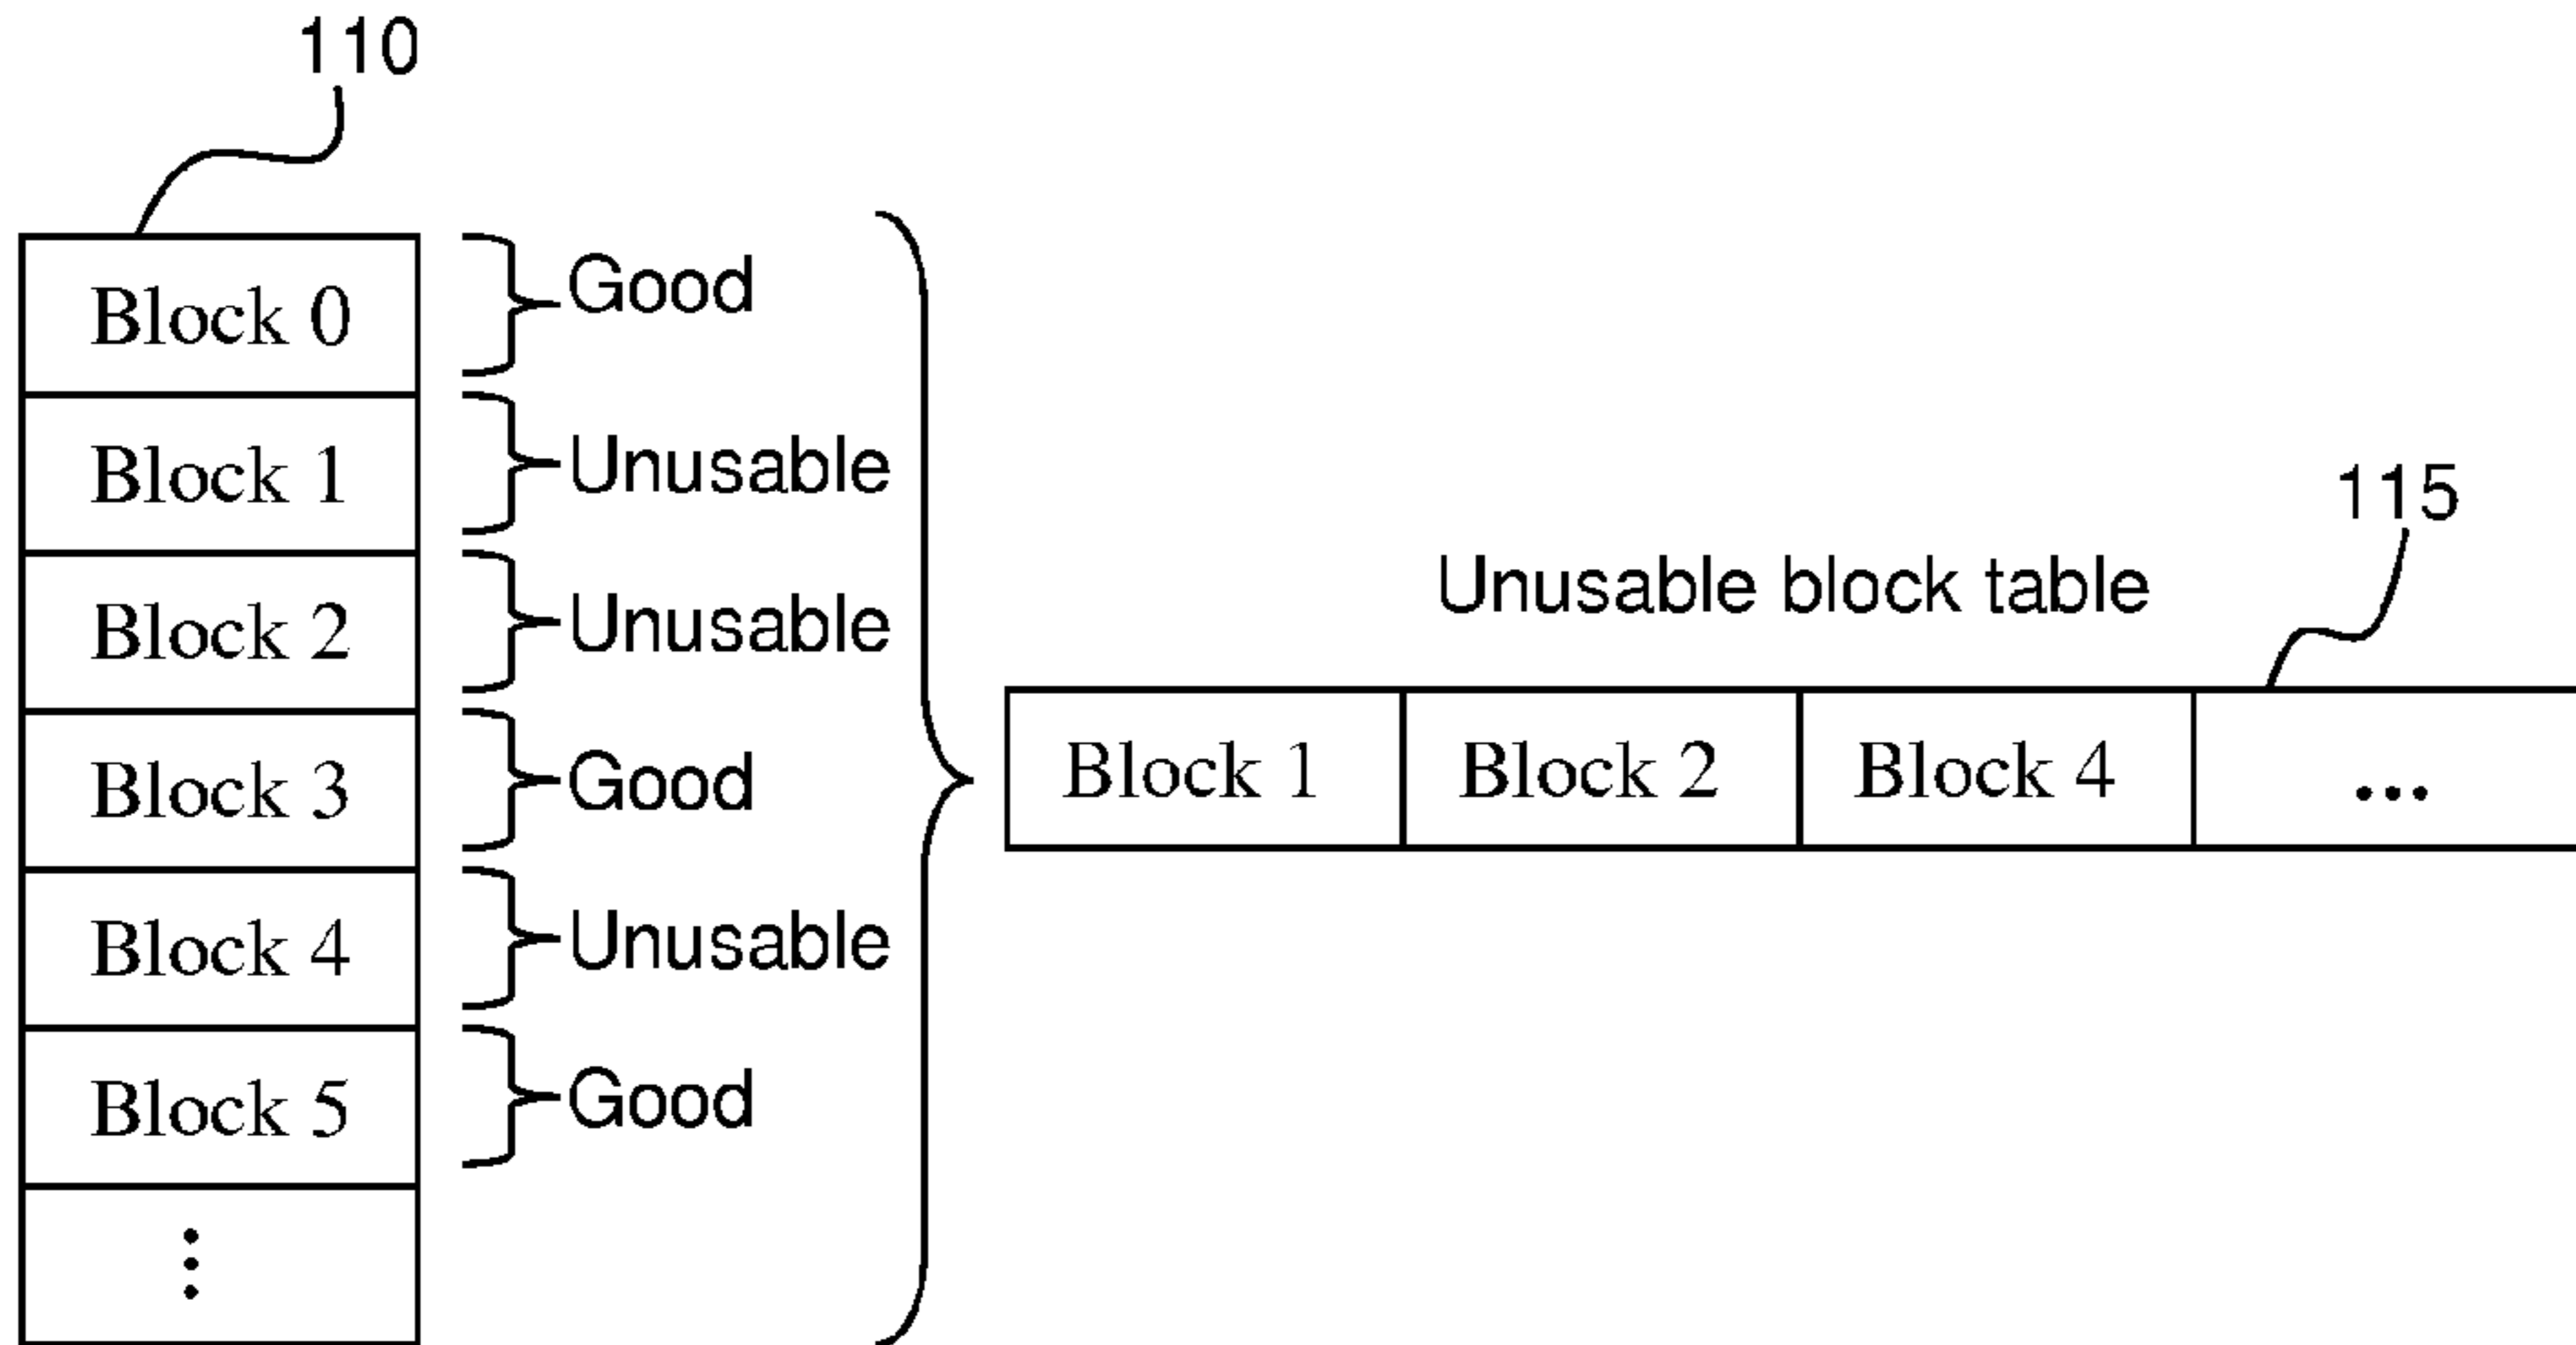 110
Block 0
Good
Block 1
Unusable
Block 2
Unusable
Block 3
Good
Block 4
Unusable
Block 5
Good
⋮
115
Unusable block table
Block 1
Block 2
Block 4
...